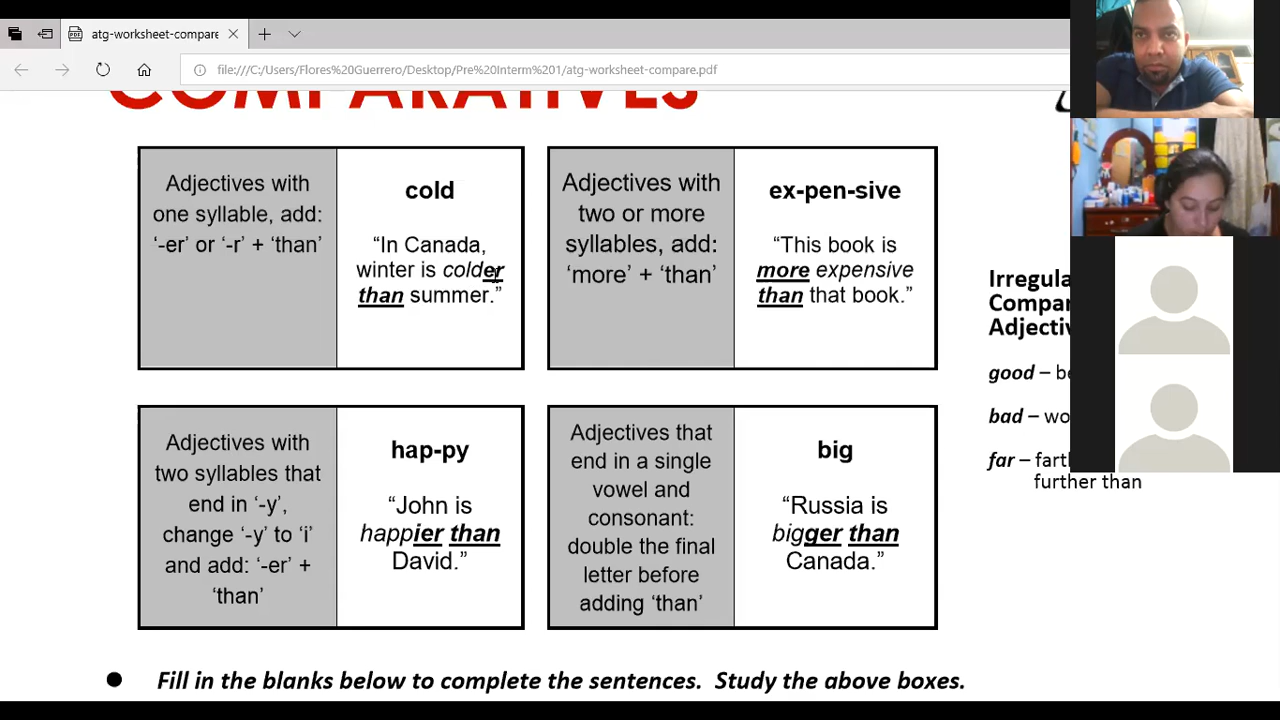 atg-worksheet-compare
file:///C:/Users/Flores%20Guerrero/Desktop/Pre%20Interm%201/atg-worksheet-compare.pdf
COMPARATIVES
Adjectives with
one syllable, add:
‘-er’ or ‘-r’ + ‘than’
cold
“In Canada,
winter is colder
than summer.”
Adjectives with
two or more
syllables, add:
‘more’ + ‘than’
ex-pen-sive
“This book is
more expensive
than that book.”
Adjectives with
two syllables that
end in ‘-y’,
change ‘-y’ to ‘i’
and add: ‘-er’ +
‘than’
hap-py
“John is
happier than
David.”
Adjectives that
end in a single
vowel and
consonant:
double the final
letter before
adding ‘than’
big
“Russia is
bigger than
Canada.”
good –
bad –
far –
further than
● Fill in the blanks below to complete the sentences. Study the above boxes.